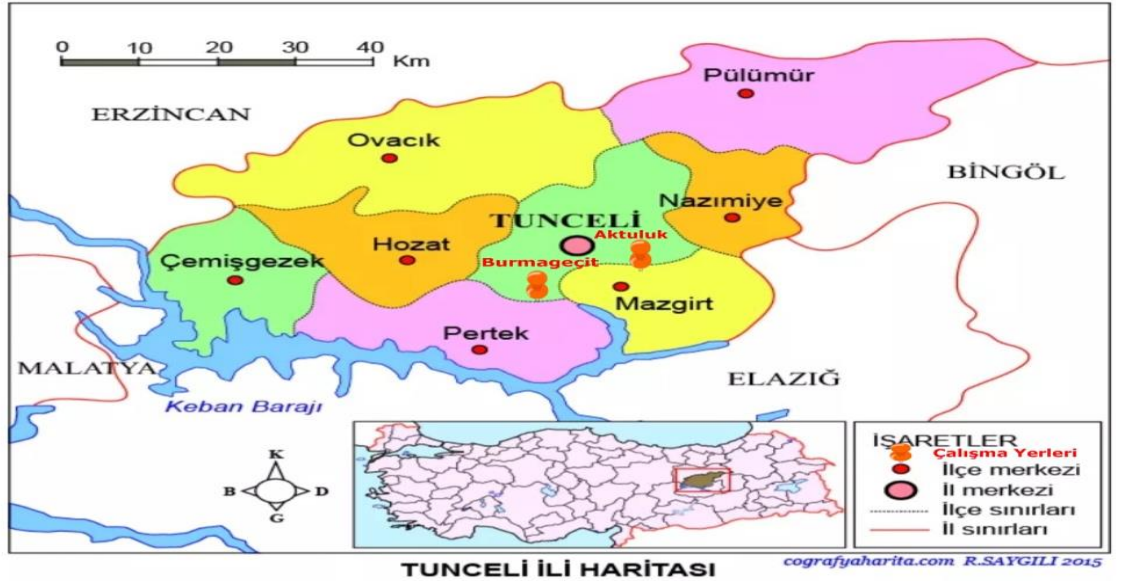 0 10 20 30 40 Km
Pülümür
ERZİNCAN
Ovacık
BİNGÖL
Nazımiye
TUNCELİ
Aktuluk
Hozat
Çemişgezek
Burmageçit
Mazgirt
Pertek
MALATYA
ELAZIĞ
Keban Barajı
K
B D
G
İŞARETLER
Çalışma Yerleri
İlçe merkezi
İl merkezi
İlçe sınırları
İl sınırları
cografyaharita.com R.SAYGILI 2015
TUNCELİ İLİ HARİTASI